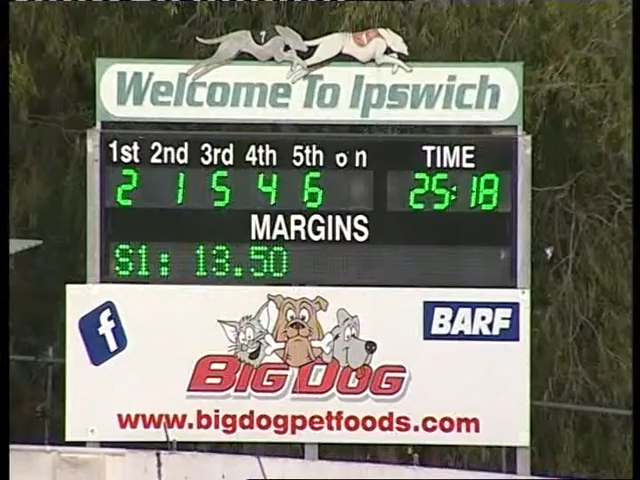 Welcome To Ipswich
1st 2nd 3rd 4th 5th on TIME
2 1 5 4 6 25:18
MARGINS
S1: 13.50
f
BARF
BIG DOG
www.bigdogpetfoods.com